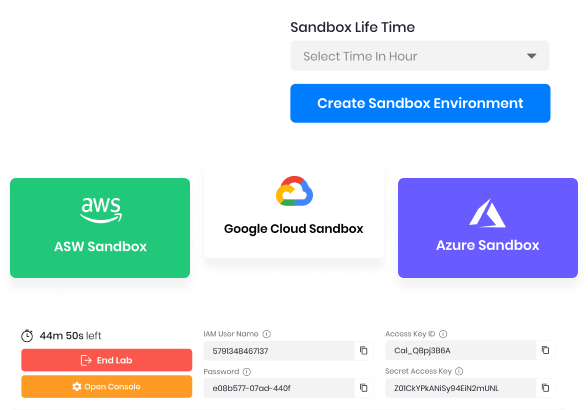 Sandbox Life Time
Select Time In Hour
Create Sandbox Environment
aws
ASW Sandbox
Google Cloud Sandbox
Azure Sandbox
44m 50s left
End Lab
Open Console
IAM User Name
5791348467137
Password
e08b577-07ad-440f
Access Key ID
Cal_QBpj3B6A
Secret Access Key
Z01CkYPkANiSy94EiN2mUNL